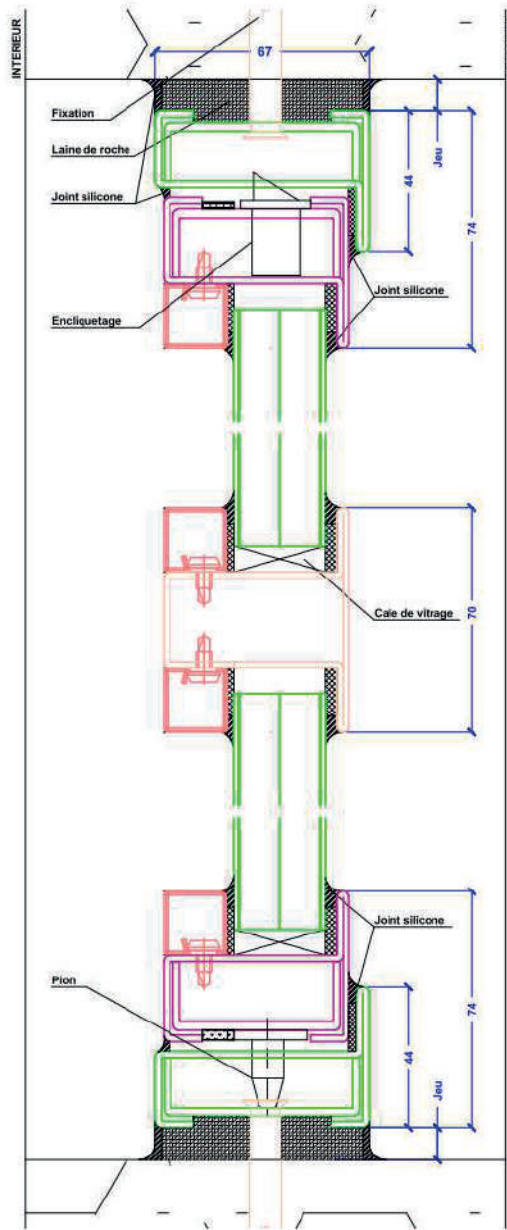 INTERIEUR
67
Fixation
Laine de roche
Joint silicone
Encliquetage
Jeu
44
74
Joint silicone
Cale de vitrage
70
Joint silicone
Pion
74
44
Jeu